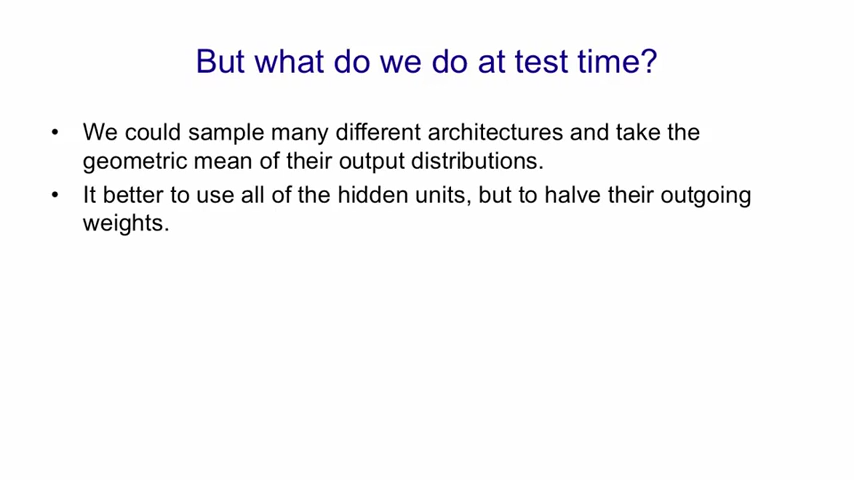 But what do we do at test time?
• We could sample many different architectures and take the
geometric mean of their output distributions.
• It better to use all of the hidden units, but to halve their outgoing
weights.